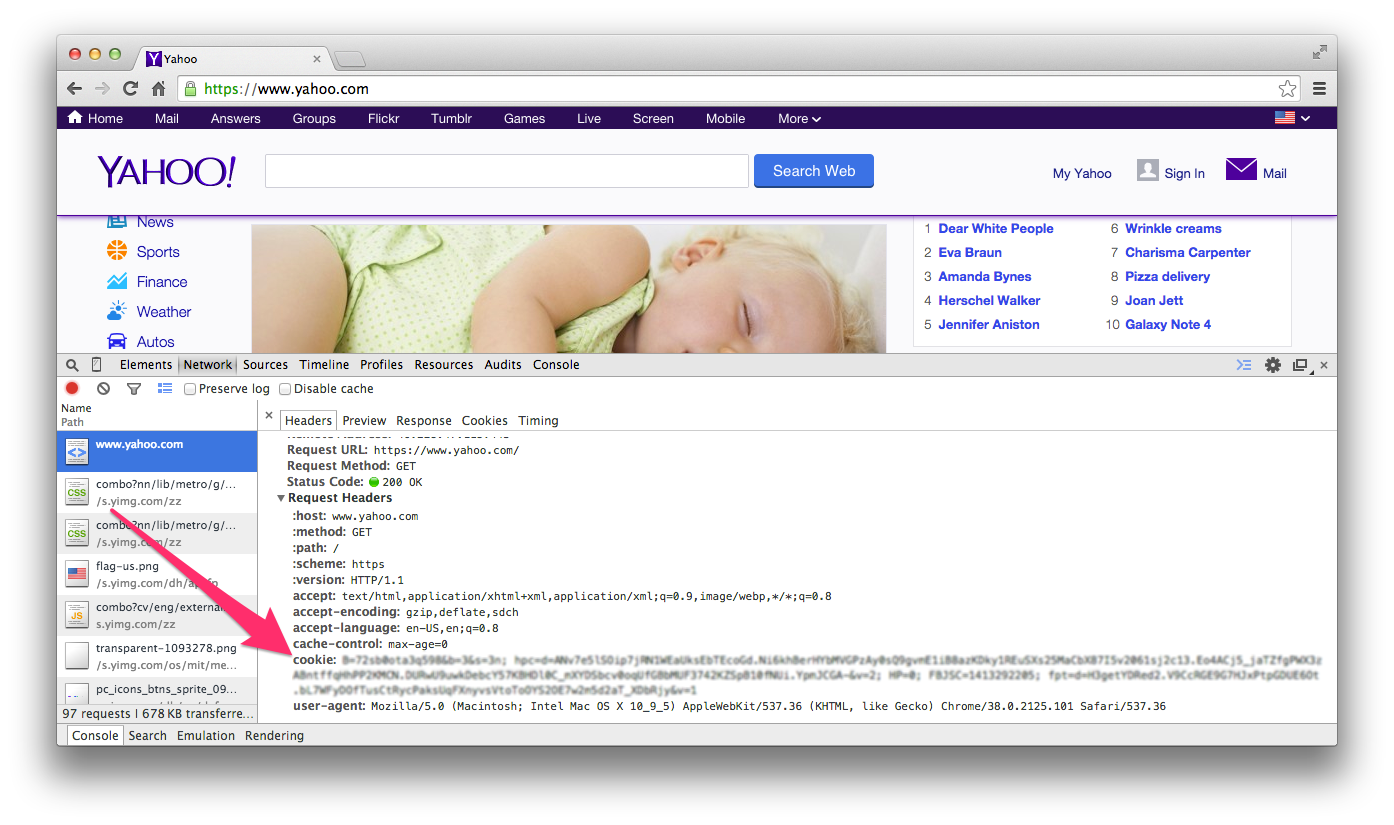 Yahoo
https://www.yahoo.com
Home Mail Answers Groups Flickr Tumblr Games Live Screen Mobile More
YAHOO! Search Web My Yahoo Sign In Mail
News
Sports
Finance
Weather
Autos
1 Dear White People 6 Wrinkle creams
2 Eva Braun 7 Charisma Carpenter
3 Amanda Bynes 8 Pizza delivery
4 Herschel Walker 9 Joan Jett
5 Jennifer Aniston 10 Galaxy Note 4
Elements Network Sources Timeline Profiles Resources Audits Console
Preserve log Disable cache
Name
Path
www.yahoo.com
combo?nn/lib/metro/g/...
/s.yimg.com/zz
combo?nn/lib/metro/g/...
/s.yimg.com/zz
flag-us.png
/s.yimg.com/dh/ap/fp
combo?cv/eng/externa
s.yimg.com/zz
transparent-1093278.png
/s.yimg.com/os/mit/me...
pc_icons_btns_sprite_09...
97 requests | 678 KB transferre...
× Headers Preview Response Cookies Timing
Request URL: https://www.yahoo.com/
Request Method: GET
Status Code: 200 OK
Request Headers
:host: www.yahoo.com
:method: GET
:path: /
:scheme: https
:version: HTTP/1.1
accept: text/html,application/xhtml+xml,application/xml;q=0.9,image/webp,*/*;q=0.8
accept-encoding: gzip,deflate,sdch
accept-language: en-US,en;q=0.8
cache-control: max-age=0
cookie:
user-agent: Mozilla/5.0 (Macintosh; Intel Mac OS X 10_9_5) AppleWebKit/537.36 (KHTML, like Gecko) Chrome/38.0.2125.101 Safari/537.36
Console Search Emulation Rendering